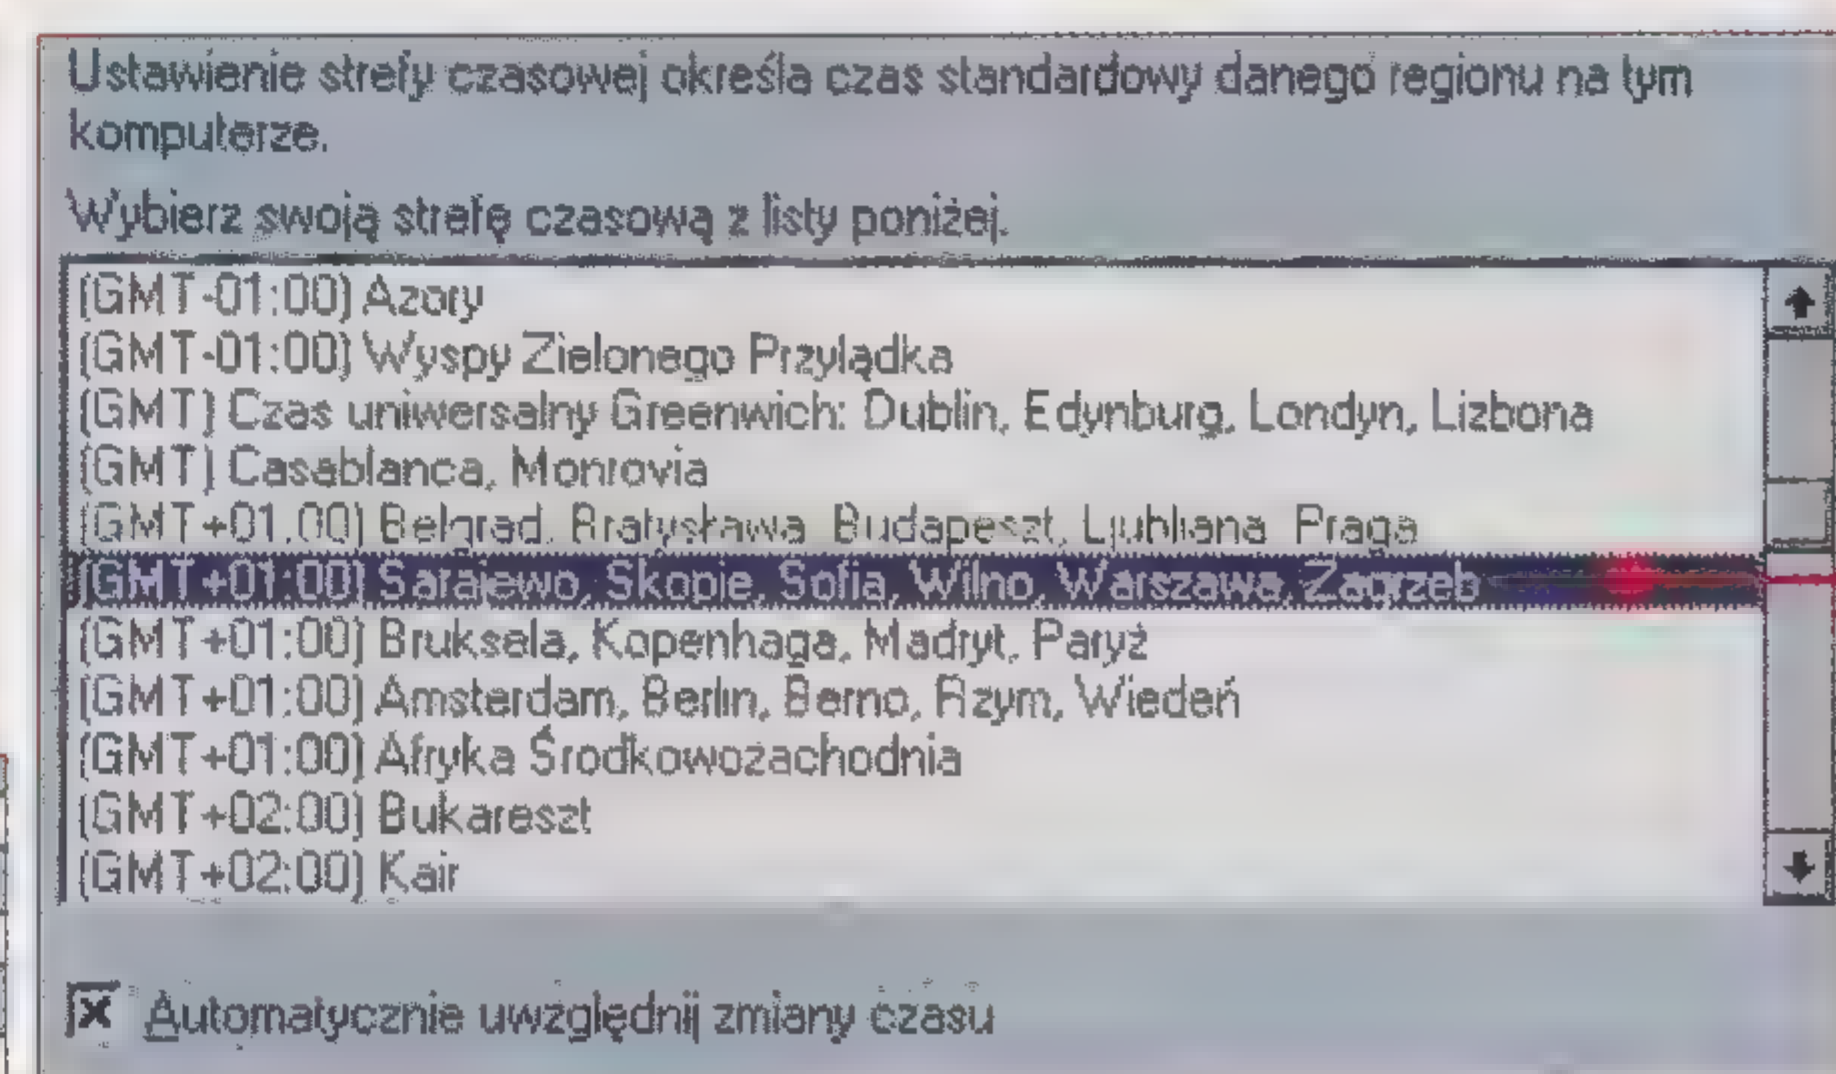 Ustawienie strefy czasowej określa czas standardowy danego regionu na tym
komputerze.
Wybierz swoją strefę czasową z listy poniżej.
(GMT-01:00) Azory
(GMT-01:00) Wyspy Zielonego Przylądka
(GMT) Czas uniwersalny Greenwich: Dublin, Edynburg, Londyn, Lizbona
(GMT) Casablanca, Monrovia
(GMT+01:00) Belgrad, Bratysława, Budapeszt, Ljubljana, Praga
(GMT+01:00) Sarajewo, Skopie, Sofia, Wilno, Warszawa, Zagrzeb
(GMT+01:00) Bruksela, Kopenhaga, Madryt, Paryż
(GMT+01:00) Amsterdam, Berlin, Berno, Rzym, Wiedeń
(GMT+01:00) Afryka Środkowozachodnia
(GMT+02:00) Bukareszt
(GMT+02:00) Kair
Automatycznie uwzględnij zmiany czasu